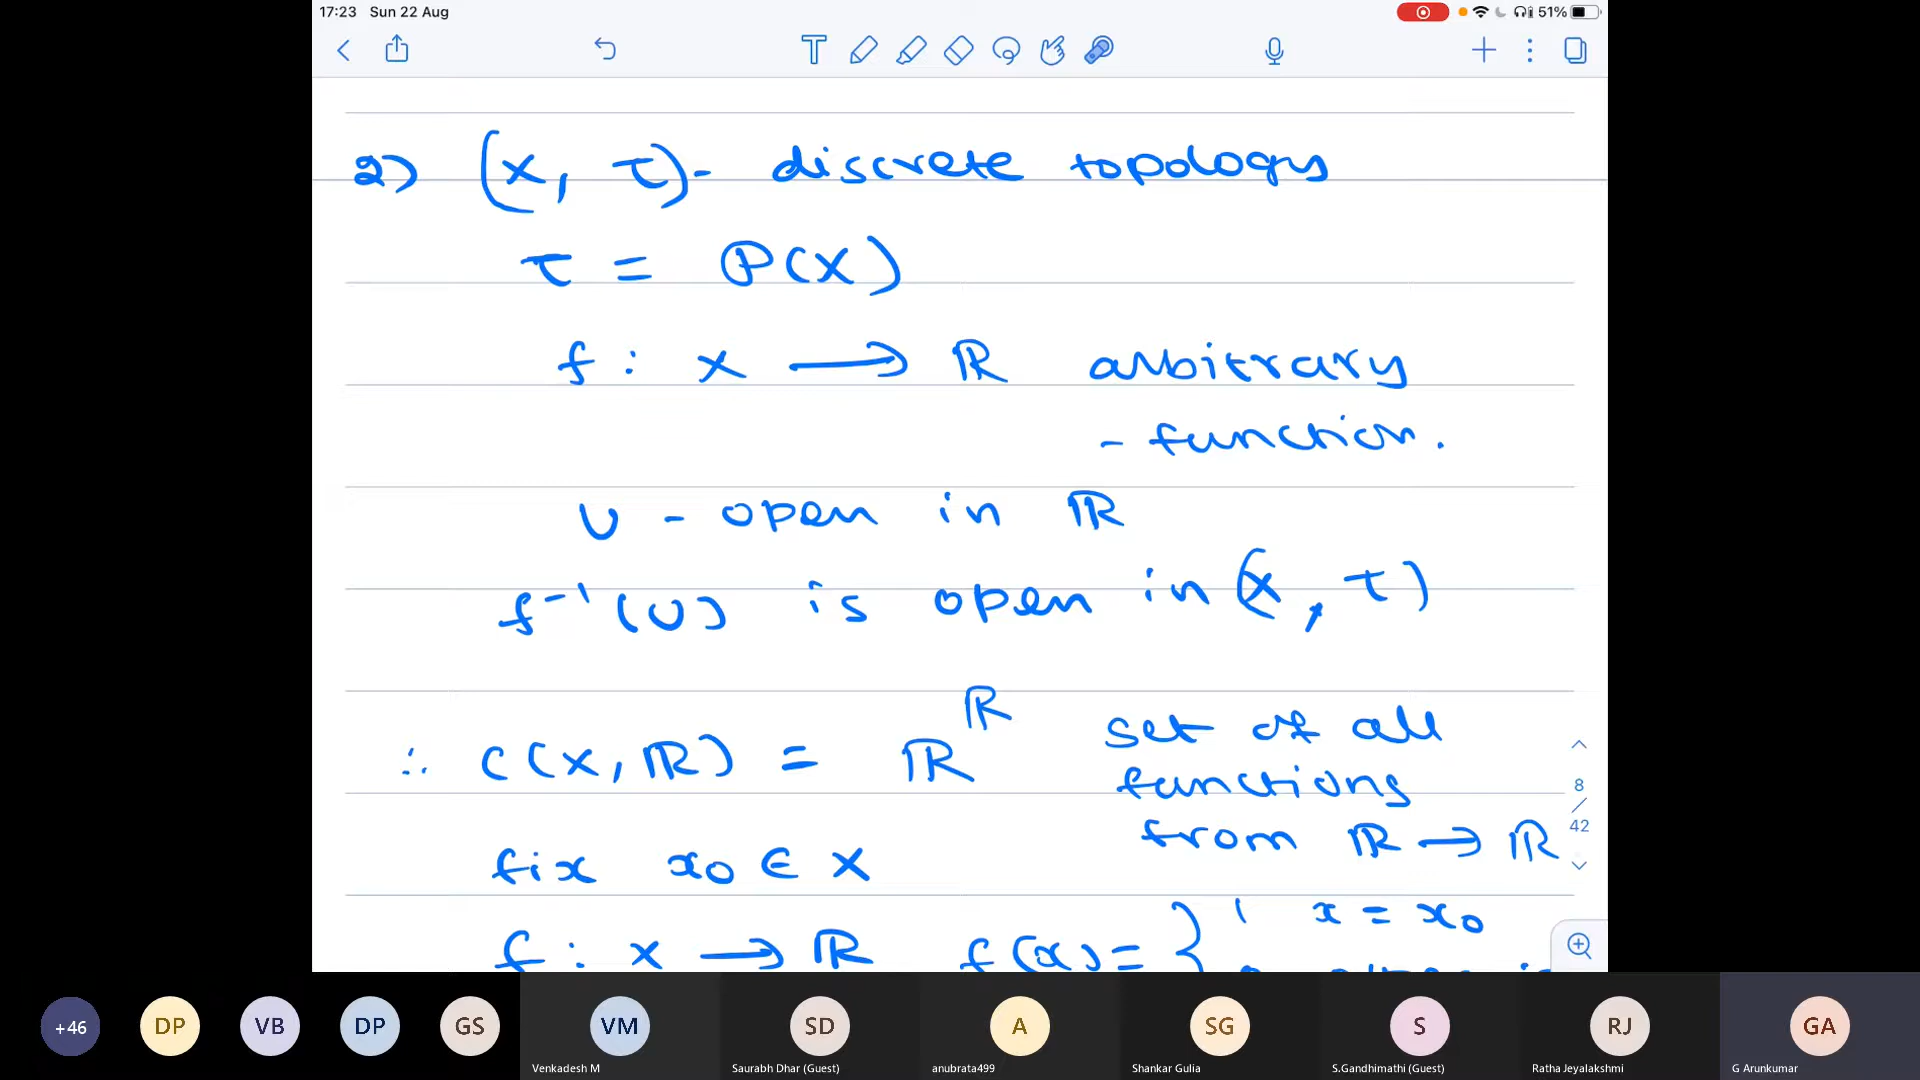 17:23 Sun 22 Aug
51%
2) (X, τ) - discrete topology
τ = P(X)
f : X ⟶ ℝ arbitrary
- function.
U - open in ℝ
f⁻¹(U) is open in (X, τ)
∴ C(X, ℝ) = ℝ^ℝ set of all
functions
from ℝ → ℝ
8
/
42
fix x₀ ∈ X
f : X ⟶ ℝ f(x) = { 1 x = x₀
+46
DP
VB
DP
GS
VM
SD
A
SG
S
RJ
GA
Venkadesh M
Saurabh Dhar (Guest)
anubrata499
Shankar Gulia
S.Gandhimathi (Guest)
Ratha Jeyalakshmi
G Arunkumar